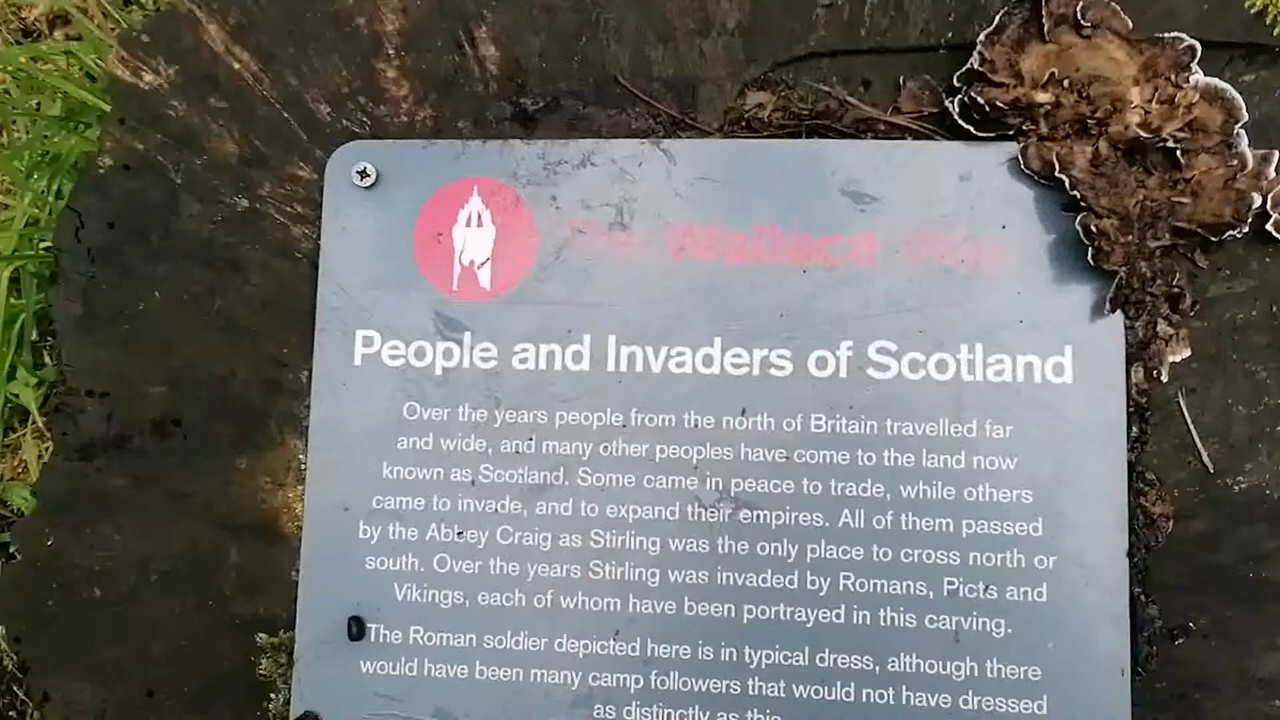 The Wallace Way
People and Invaders of Scotland
Over the years people from the north of Britain travelled far
and wide, and many other peoples have come to the land now
known as Scotland. Some came in peace to trade, while others
came to invade, and to expand their empires. All of them passed
by the Abbey Craig as Stirling was the only place to cross north or
south. Over the years Stirling was invaded by Romans, Picts and
Vikings, each of whom have been portrayed in this carving.
The Roman soldier depicted here is in typical dress, although there
would have been many camp followers that would not have dressed
as distinctly as this